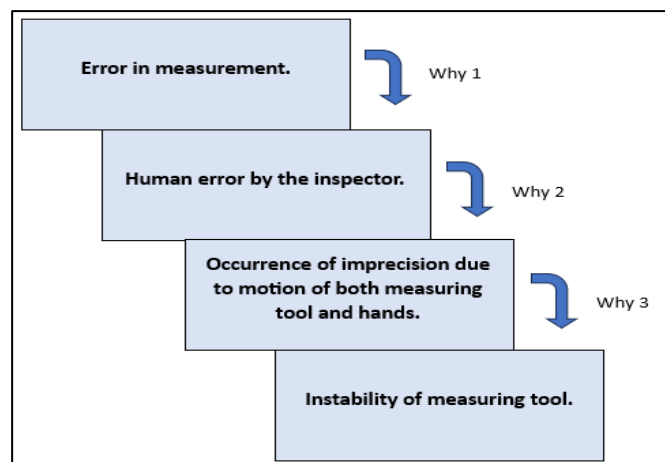 Error in measurement.
Why 1
Human error by the inspector.
Why 2
Occurrence of imprecision due
to motion of both measuring
tool and hands.
Why 3
Instability of measuring tool.